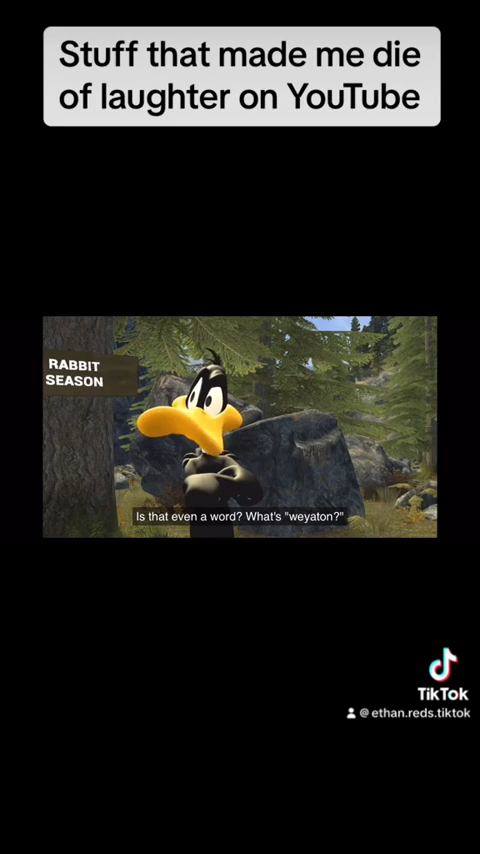 Stuff that made me die
of laughter on YouTube
RABBIT
SEASON
Is that even a word? What's "weyaton?"
TikTok
@ ethan.reds.tiktok